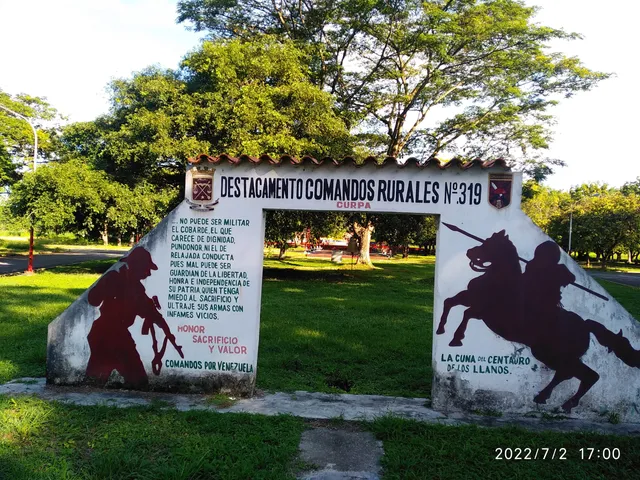 DESTACAMENTO COMANDOS RURALES Nº.319
CURPA
... NO PUEDE SER MILITAR
EL COBARDE, EL QUE
CARECE DE DIGNIDAD,
NI EL DE
RELAJADA CONDUCTA
PUES MAL PUEDE SER
GUARDIAN DE LA LIBERTAD,
HONRA E INDEPENDENCIA DE
SU PATRIA, QUIEN TENGA
MIEDO AL SACRIFICIO Y
ULTRAJE SUS ARMAS CON
INFAMES VICIOS.
HONOR
SACRIFICIO
Y VALOR
COMANDOS POR VENEZUELA
LA CUNA DEL CENTAURO
DE LOS LLANOS.
2022/7/2 17:00